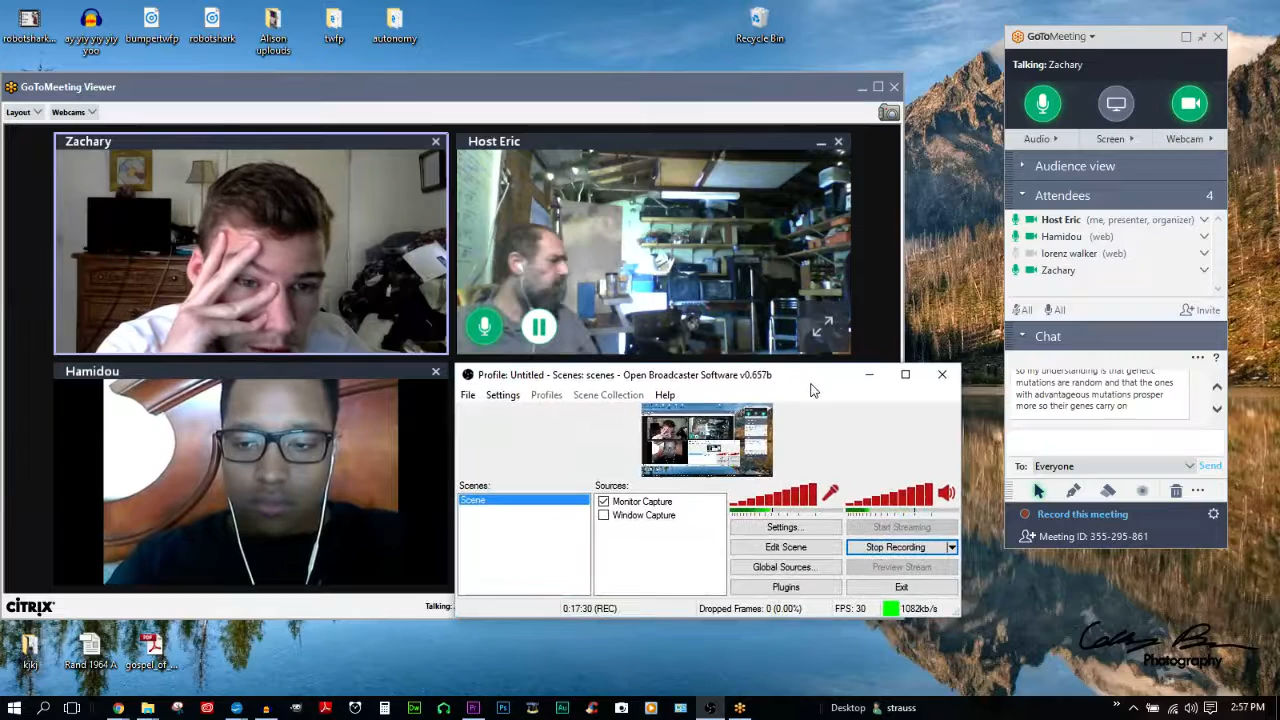 robotshark...
ay.yiy.yiy.yiy
yoo
bumpertwfp
robotshark
Alison
uplouds
twfp
autonomy
Recycle Bin
GoToMeeting Viewer
Layout
Webcams
Zachary
Host Eric
Hamidou
CITRIX
Talking:
Profile: Untitled - Scenes: scenes - Open Broadcaster Software v0.657b
File Settings Profiles Scene Collection Help
Scenes:
Scene
Sources:
Monitor Capture
Window Capture
Settings...
Start Streaming
Edit Scene
Stop Recording
Global Sources...
Preview Stream
Plugins
Exit
0:17:30 (REC)
Dropped Frames: 0 (0.00%)
FPS: 30
1082kb/s
GoToMeeting
Talking: Zachary
Audio
Screen
Webcam
Audience view
Attendees 4
Host Eric (me, presenter, organizer)
Hamidou (web)
lorenz walker (web)
Zachary
All
All
Invite
Chat
?
so my understanding is that genetic
mutations are random and that the ones
with advantageous mutations prosper
more so their genes carry on
To: Everyone
Send
Record this meeting
Meeting ID: 355-295-861
kjkj
Rand 1964 A
gospel_of_...
Photography
Desktop
strauss
2:57 PM